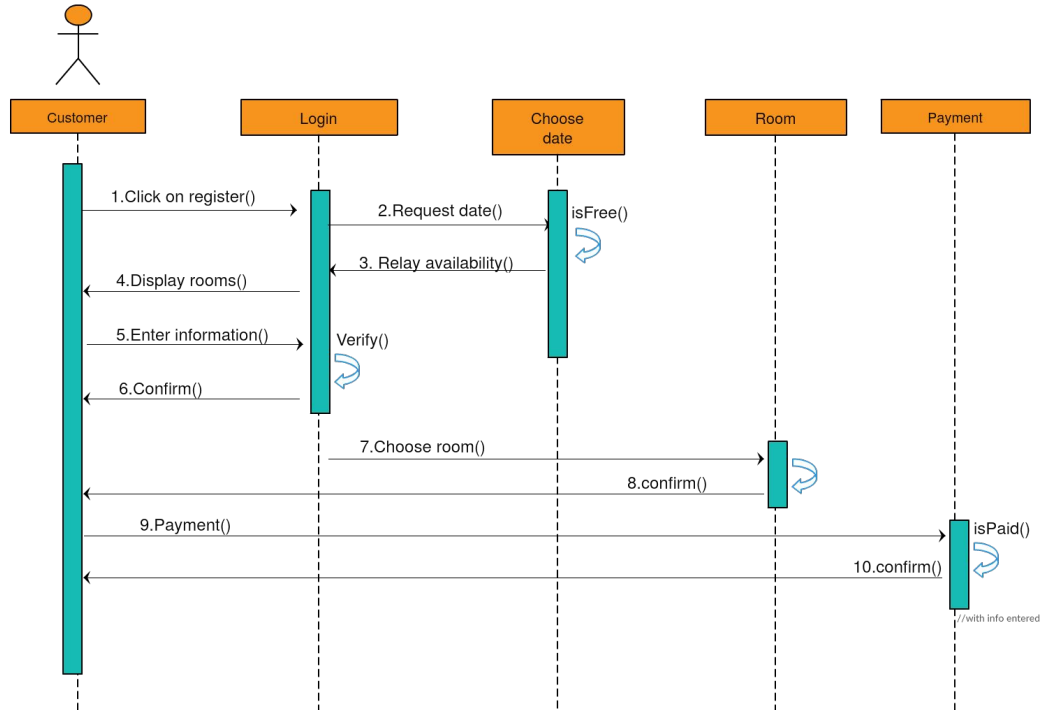 Customer
Login
Choose
date
Room
Payment
1.Click on register()
2.Request date()
isFree()
3. Relay availability()
4.Display rooms()
5.Enter information()
Verify()
6.Confirm()
7.Choose room()
8.confirm()
9.Payment()
isPaid()
10.confirm()
//with info entered